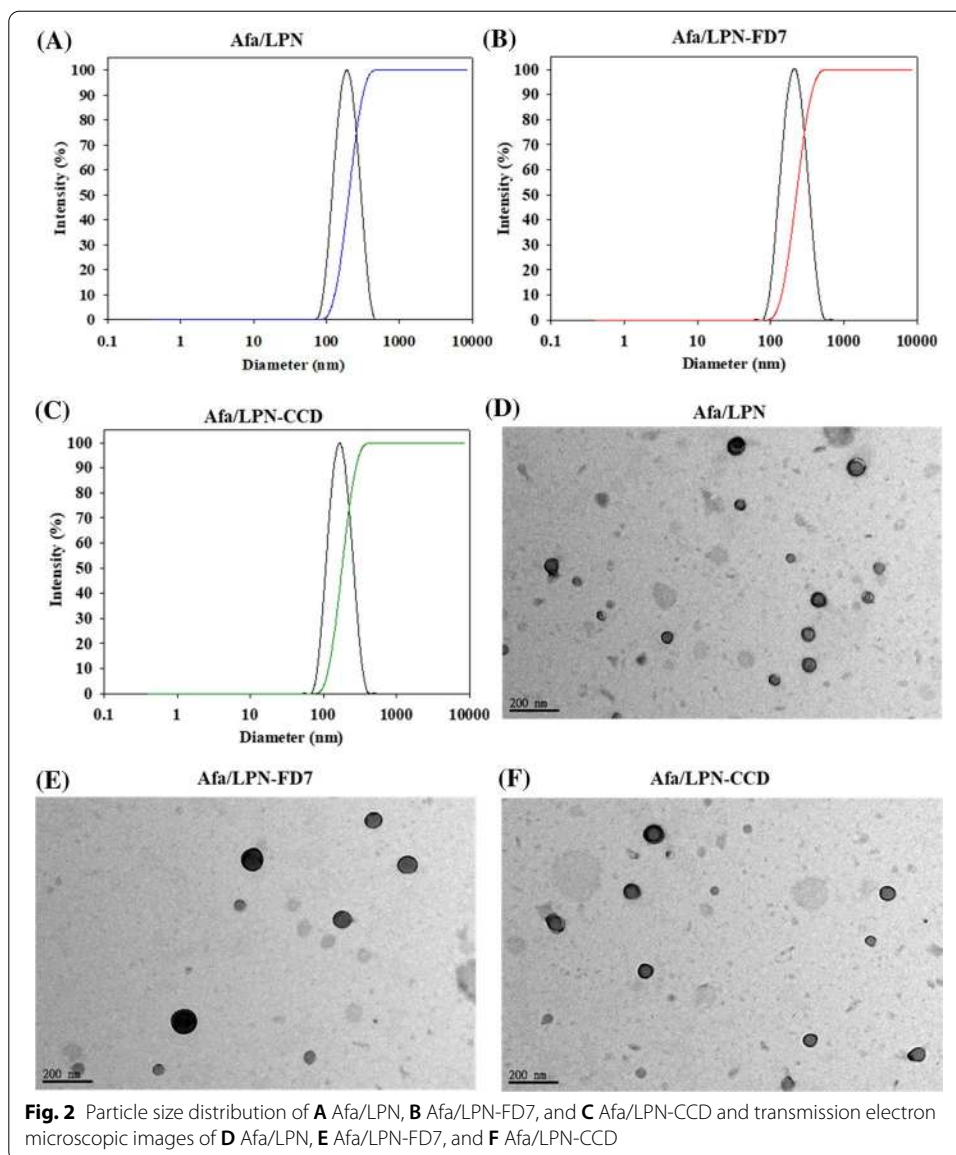 (A)
Afa/LPN
Intensity (%)
100
90
80
70
60
50
40
30
20
10
0
0.1 1 10 100 1000 10000
Diameter (nm)
(B)
Afa/LPN-FD7
Intensity (%)
100
90
80
70
60
50
40
30
20
10
0
0.1 1 10 100 1000 10000
Diameter (nm)
(C)
Afa/LPN-CCD
Intensity (%)
100
90
80
70
60
50
40
30
20
10
0
0.1 1 10 100 1000 10000
Diameter (nm)
(D)
Afa/LPN
200 nm
(E)
Afa/LPN-FD7
200 nm
(F)
Afa/LPN-CCD
200 nm
Fig. 2 Particle size distribution of A Afa/LPN, B Afa/LPN-FD7, and C Afa/LPN-CCD and transmission electron
microscopic images of D Afa/LPN, E Afa/LPN-FD7, and F Afa/LPN-CCD